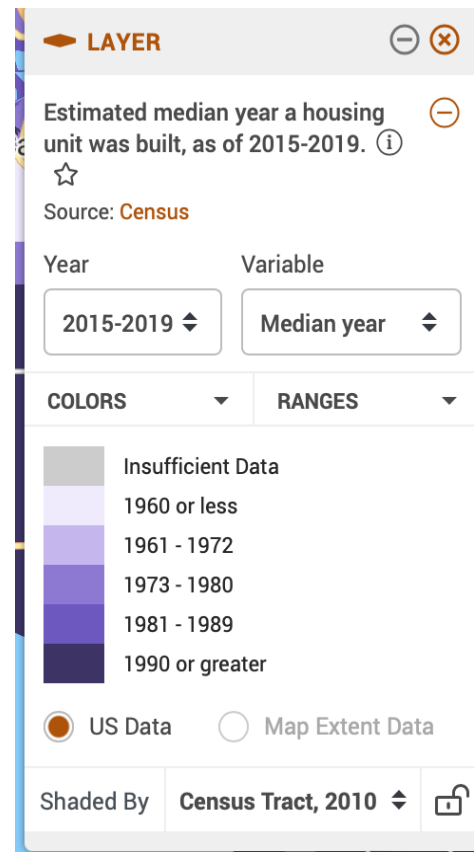 LAYER
Estimated median year a housing
unit was built, as of 2015-2019.
Source: Census
Year Variable
2015-2019 Median year
COLORS RANGES
Insufficient Data
1960 or less
1961 - 1972
1973 - 1980
1981 - 1989
1990 or greater
US Data Map Extent Data
Shaded By Census Tract, 2010